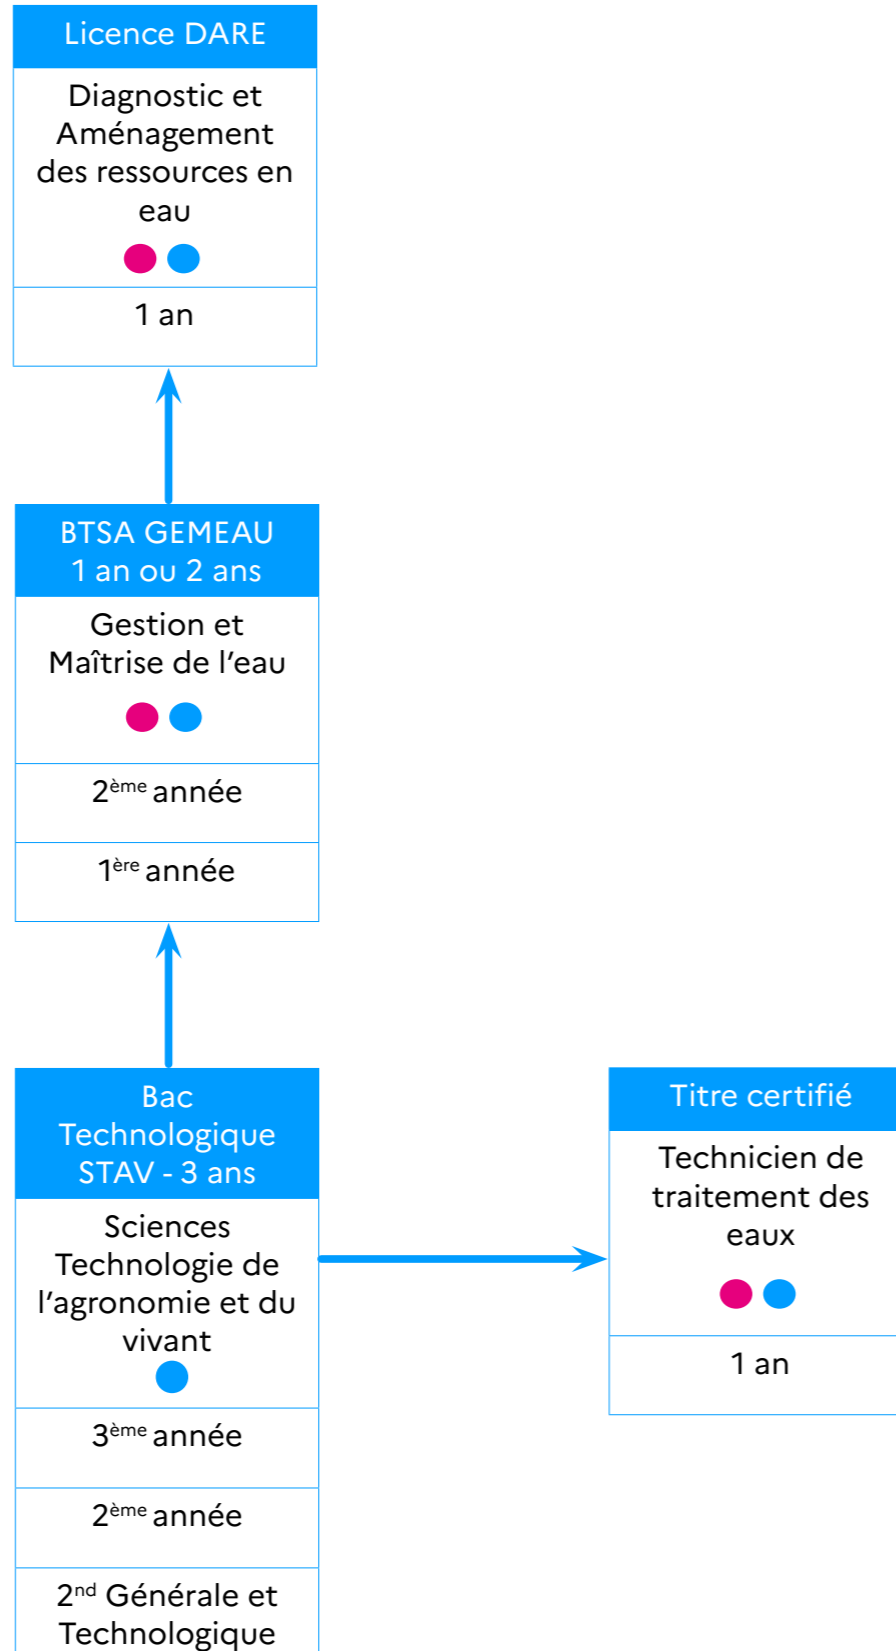 Licence DARE
Diagnostic et
Aménagement
des ressources en
eau
1 an
BTSA GEMEAU
1 an ou 2 ans
Gestion et
Maîtrise de l’eau
2ème année
1ère année
Bac
Technologique
STAV - 3 ans
Sciences
Technologie de
l’agronomie et du
vivant
3ème année
2ème année
2nd Générale et
Technologique
Titre certifié
Technicien de
traitement des
eaux
1 an